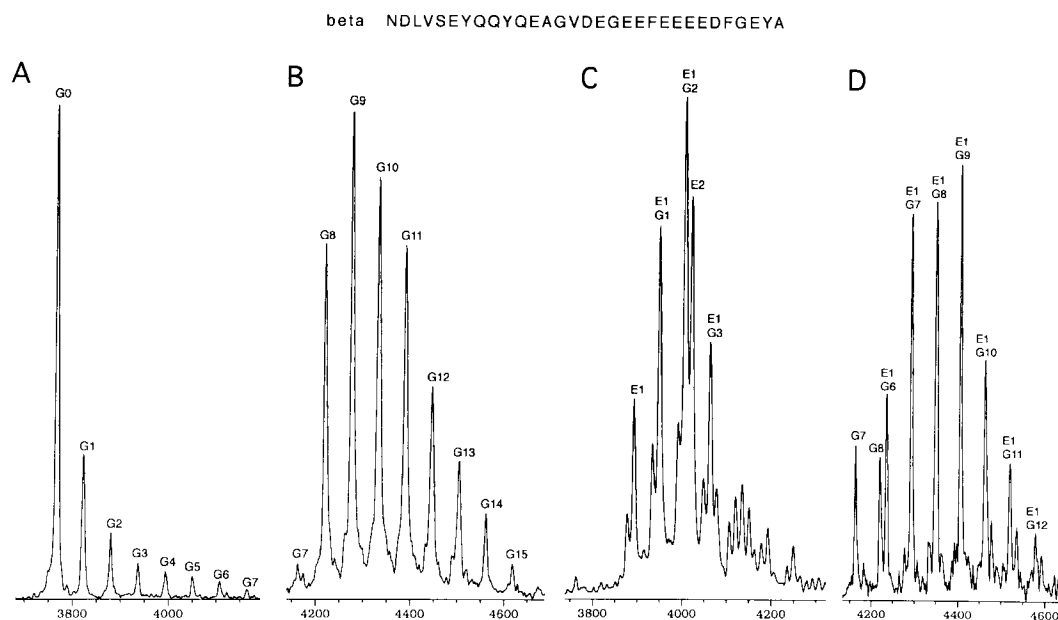 beta NDLVSEYQQYQEAGVDEGEEFEEEEDFGEYA
A
B
C
D
G0
G1
G2
G3
G4
G5
G6
G7
3800
4000
G7
G8
G9
G10
G11
G12
G13
G14
G15
4200
4400
4600
E1
E1
G1
E1
G2
E2
E1
G3
3800
4000
4200
G7
G8
E1
G6
E1
G7
E1
G8
E1
G9
E1
G10
E1
G11
E1
G12
4200
4400
4600